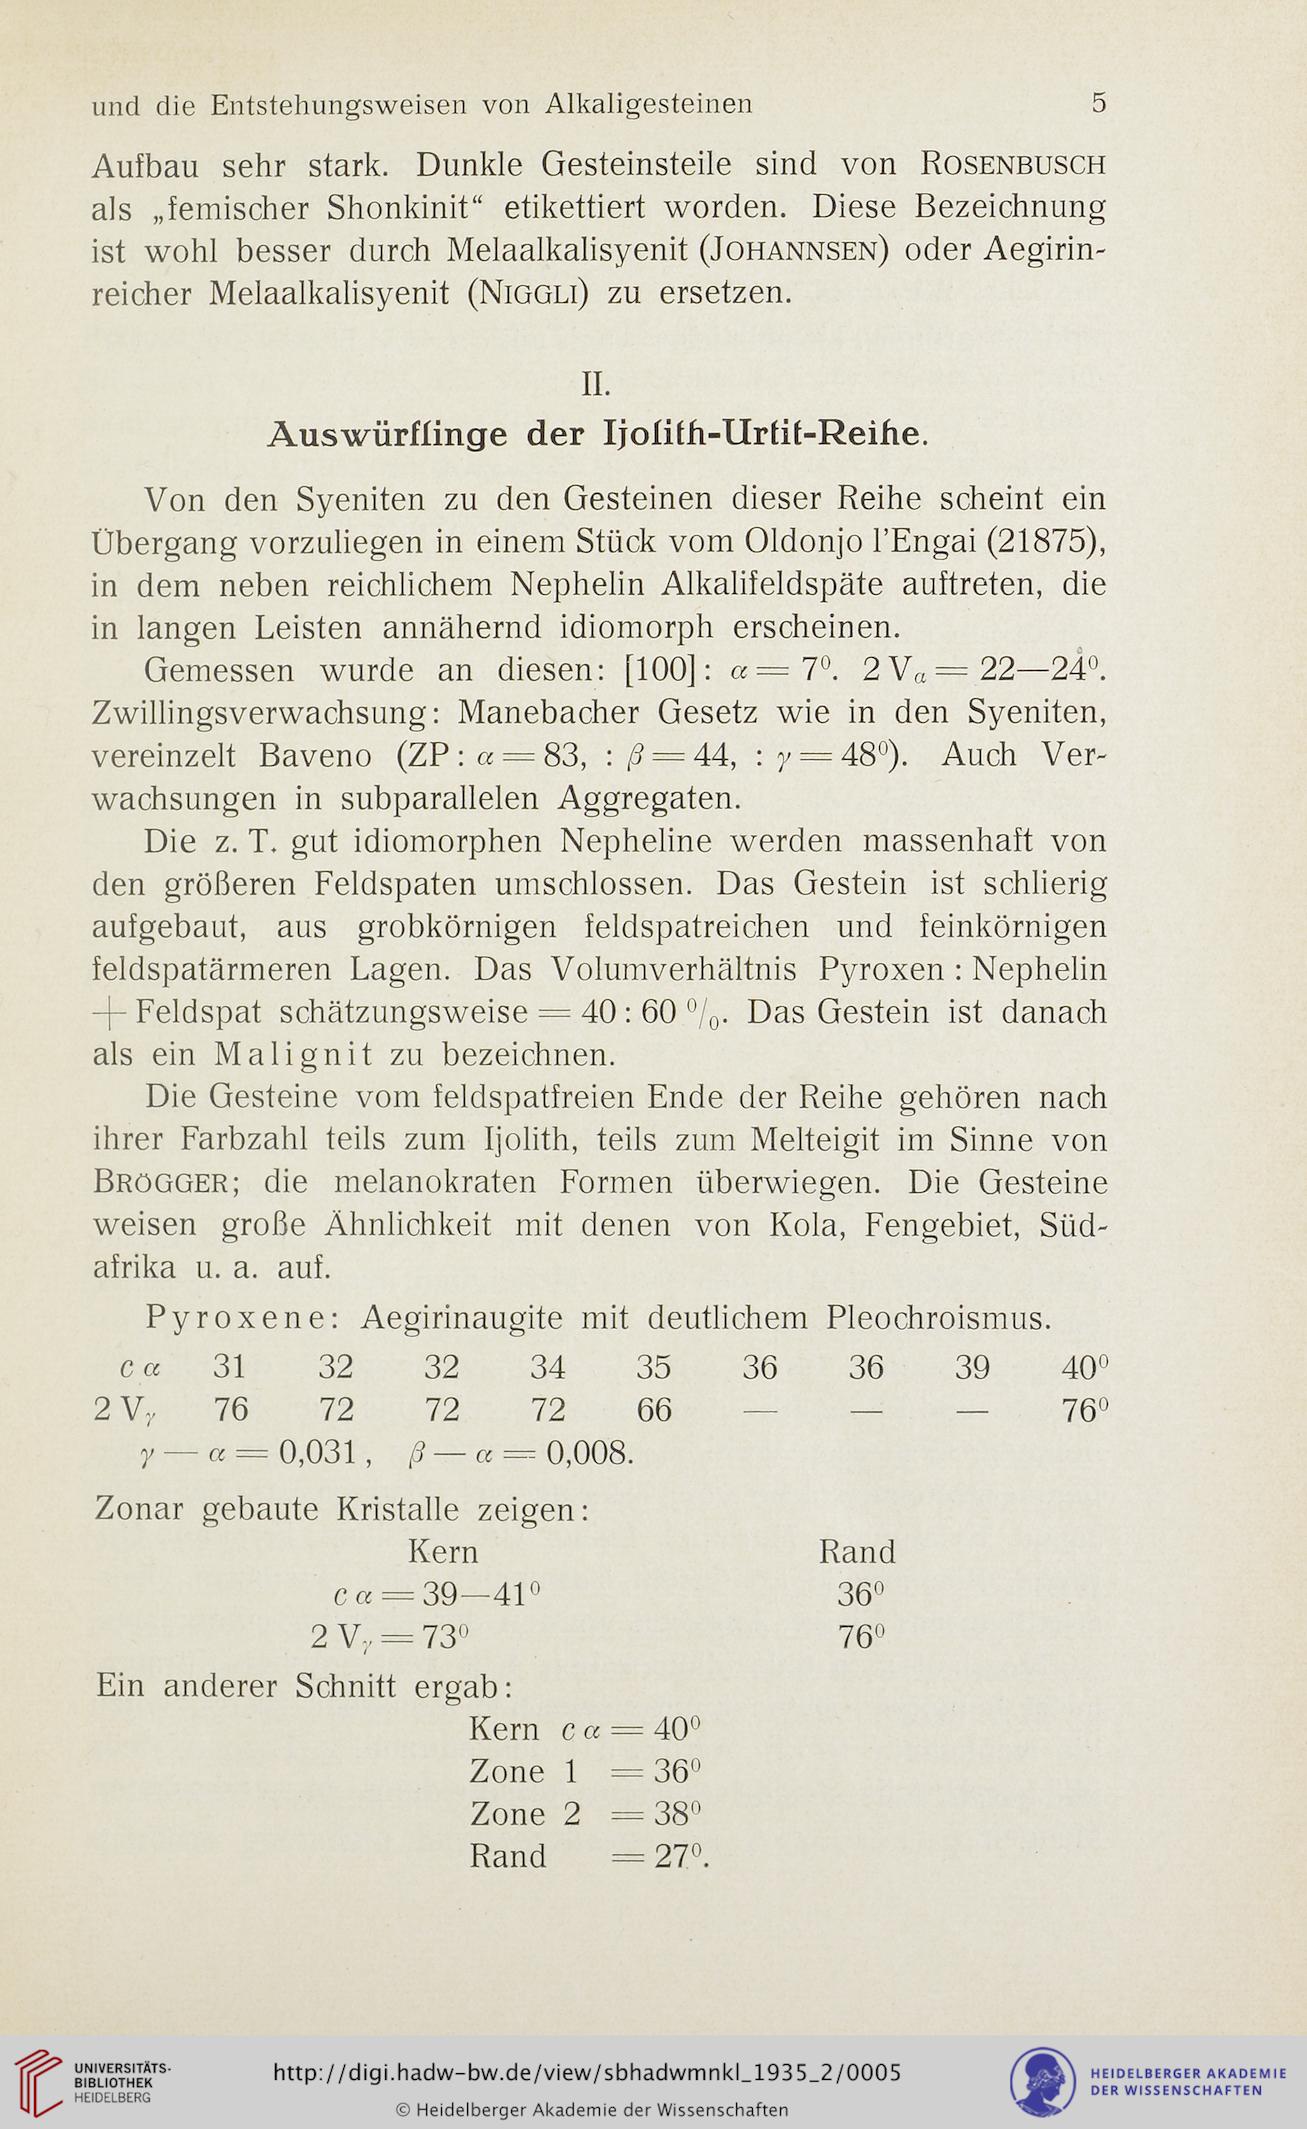 und die Entstehungsweisen von Alkaligesteinen 5
Aufbau sehr stark. Dunkle Gesteinsteile sind von ROSENBUSCH
als „femischer Shonkinit“ etikettiert worden. Diese Bezeichnung
ist wohl besser durch Melaalkalisyenit (JOHANNSEN) oder Aegirin-
reicher Melaalkalisyenit (NIGGLI) zu ersetzen.
II.
Auswürflinge der Ijolith-Urtit-Reihe.
Von den Syeniten zu den Gesteinen dieser Reihe scheint ein
Übergang vorzuliegen in einem Stück vom Oldonjo l’Engai (21875),
in dem neben reichlichem Nephelin Alkalifeldspäte auftreten, die
in langen Leisten annähernd idiomorph erscheinen.
Gemessen wurde an diesen: [100]: α = 7⁰. 2 Vα = 22—24⁰.
Zwillingsverwachsung: Manebacher Gesetz wie in den Syeniten,
vereinzelt Baveno (ZP: α = 83, : β = 44, : γ = 48⁰). Auch Ver-
wachsungen in subparallelen Aggregaten.
Die z. T. gut idiomorphen Nepheline werden massenhaft von
den größeren Feldspaten umschlossen. Das Gestein ist schlierig
aufgebaut, aus grobkörnigen feldspatreichen und feinkörnigen
feldspatärmeren Lagen. Das Volumverhältnis Pyroxen : Nephelin
+ Feldspat schätzungsweise = 40 : 60 %. Das Gestein ist danach
als ein Malignit zu bezeichnen.
Die Gesteine vom feldspatfreien Ende der Reihe gehören nach
ihrer Farbzahl teils zum Ijolith, teils zum Melteigit im Sinne von
BRÖGGER; die melanokraten Formen überwiegen. Die Gesteine
weisen große Ähnlichkeit mit denen von Kola, Fengebiet, Süd-
afrika u. a. auf.
Pyroxene: Aegirinaugite mit deutlichem Pleochroismus.
c α 31 32 32 34 35 36 36 39 40⁰
2 Vγ 76 72 72 72 66 — — — 76⁰
γ — α = 0,031, β — α = 0,008.
Zonar gebaute Kristalle zeigen:
Kern Rand
c α = 39—41⁰ 36⁰
2 Vγ = 73⁰ 76⁰
Ein anderer Schnitt ergab:
Kern c α = 40⁰
Zone 1 = 36⁰
Zone 2 = 38⁰
Rand = 27⁰.
UNIVERSITÄTS-
BIBLIOTHEK
HEIDELBERG
http://digi.hadw-bw.de/view/sbhadwmnkl_1935_2/0005
© Heidelberger Akademie der Wissenschaften
HEIDELBERGER AKADEMIE
DER WISSENSCHAFTEN